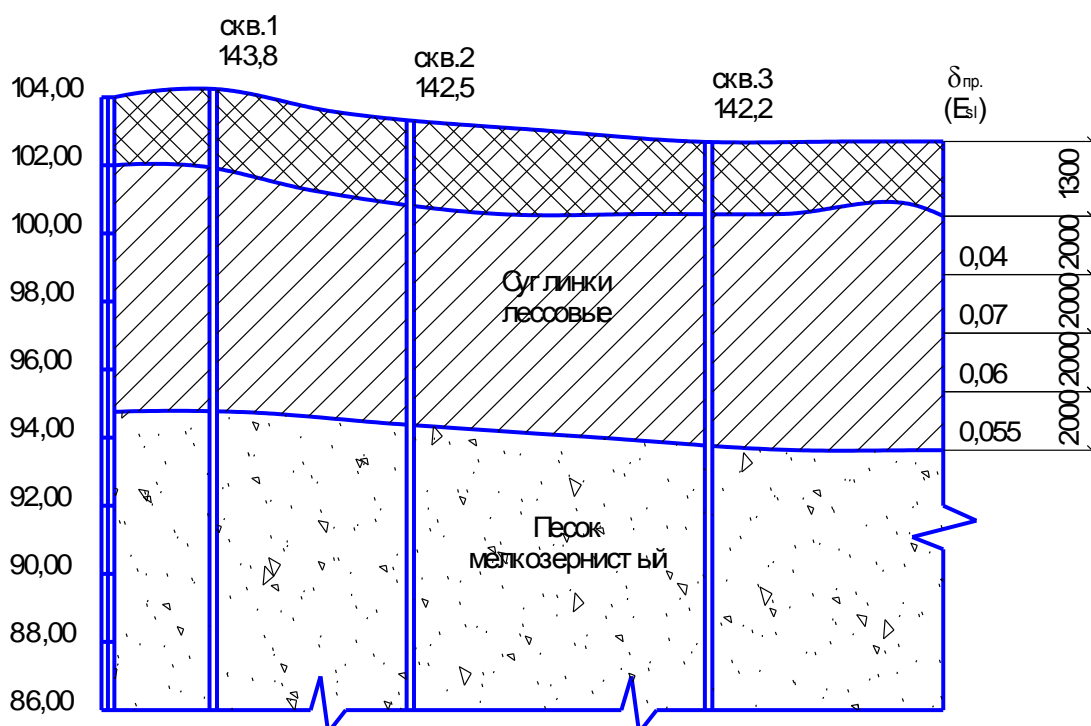 скв.1
143,8
скв.2
142,5
скв.3
142,2
δпр.
(Esl)
104,00
102,00
100,00
98,00
96,00
94,00
92,00
90,00
88,00
86,00
Суглинки
лессовые
Песок
мелкозернистый
0,04
0,07
0,06
0,055
1300
2000
2000
2000
2000